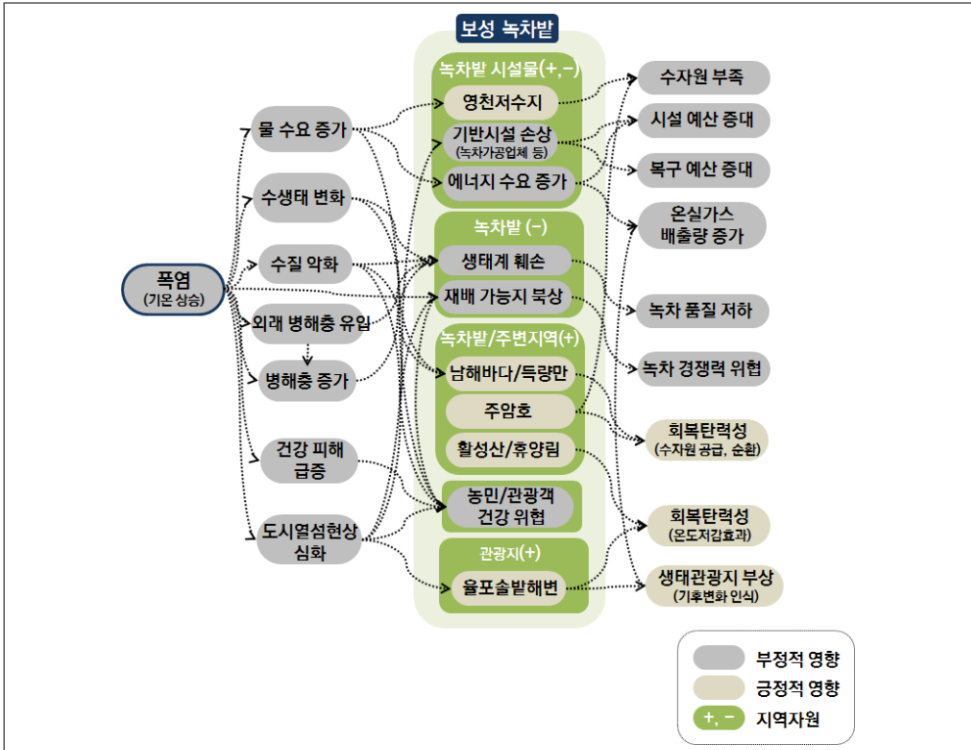 보성 녹차밭
폭염
(기온 상승)
물 수요 증가
수생태 변화
수질 악화
외래 병해충 유입
병해충 증가
건강 피해
급증
도시열섬현상
심화
녹차밭 시설물(+,-)
영천저수지
기반시설 손상
(녹차가공업체 등)
에너지 수요 증가
녹차밭 (-)
생태계 훼손
재배 가능지 북상
녹차밭/주변지역(+)
남해바다/득량만
주암호
활성산/휴양림
농민/관광객
건강 위협
관광지(+)
율포솔밭해변
수자원 부족
시설 예산 증대
복구 예산 증대
온실가스
배출량 증가
녹차 품질 저하
녹차 경쟁력 위협
회복탄력성
(수자원 공급, 순환)
회복탄력성
(온도저감효과)
생태관광지 부상
(기후변화 인식)
부정적 영향
긍정적 영향
+, - 지역자원